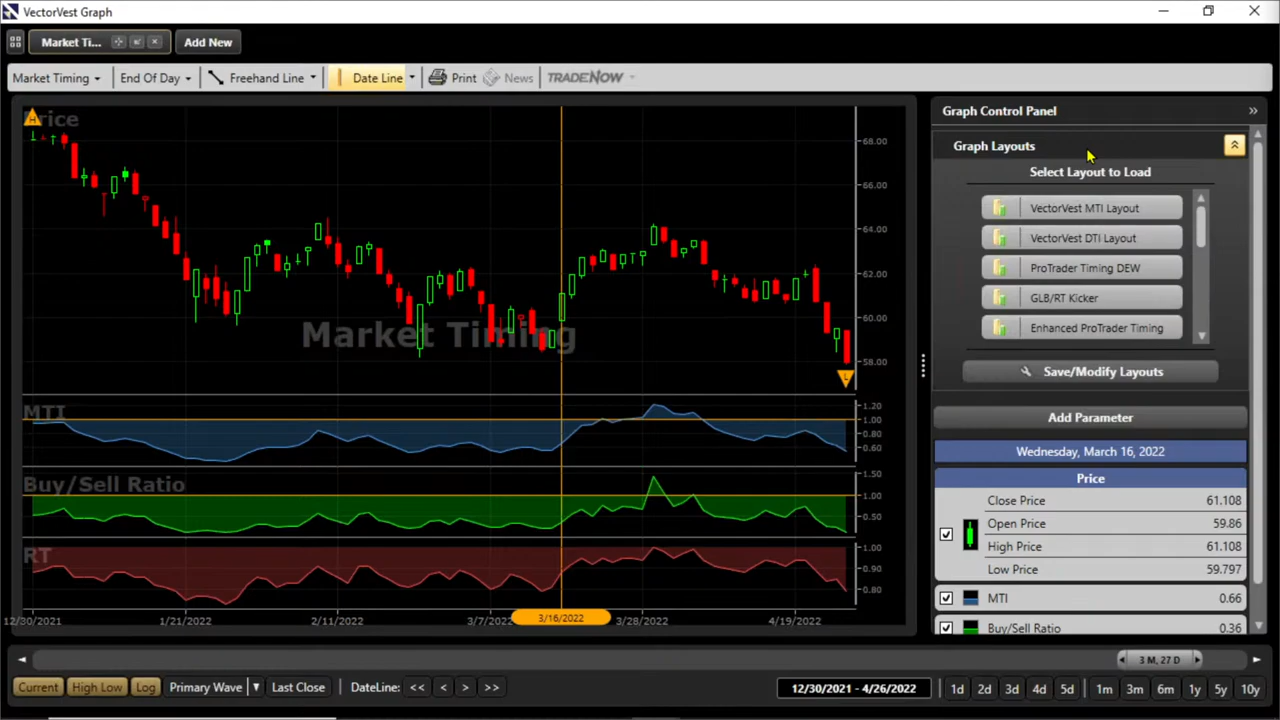 VectorVest Graph
Market Ti...
Add New
Market Timing
End Of Day
Freehand Line
Date Line
Print
News
TRADENOW
Graph Control Panel
Graph Layouts
Select Layout to Load
VectorVest MTI Layout
VectorVest DTI Layout
ProTrader Timing DEW
GLB/RT Kicker
Enhanced ProTrader Timing
Save/Modify Layouts
Add Parameter
Wednesday, March 16, 2022
Price
Close Price 61.108
Open Price 59.86
High Price 61.108
Low Price 59.797
MTI 0.66
Buy/Sell Ratio 0.36
Price
H
68.00
66.00
64.00
62.00
60.00
58.00
Market Timing
L
MTI
1.20
1.00
0.80
0.60
Buy/Sell Ratio
1.50
1.00
0.50
RT
1.00
0.90
0.80
12/30/2021 1/21/2022 2/11/2022 3/7/2022 3/16/2022 3/28/2022 4/19/2022
3 M, 27 D
Current High Low Log Primary Wave Last Close DateLine: << < > >> 12/30/2021 - 4/26/2022 1d 2d 3d 4d 5d 1m 3m 6m 1y 5y 10y